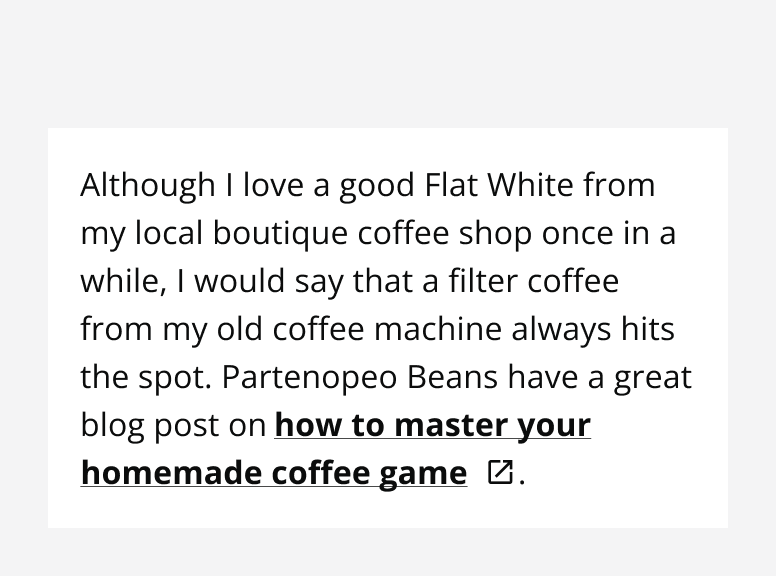 Although I love a good Flat White from
my local boutique coffee shop once in a
while, I would say that a filter coffee
from my old coffee machine always hits
the spot. Partenopeo Beans have a great
blog post on how to master your
homemade coffee game .